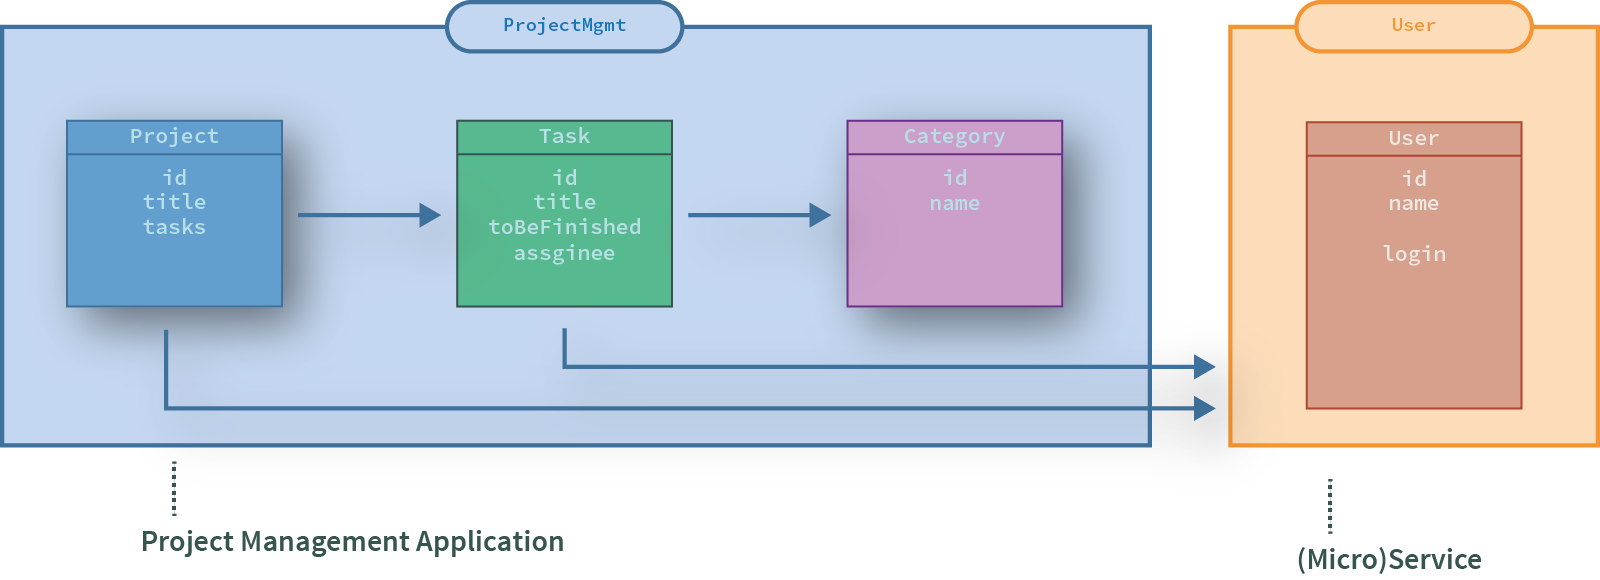 ProjectMgmt
User
Project
id
title
tasks
Task
id
title
toBeFinished
assginee
Category
id
name
User
id
name
login
Project Management Application
(Micro)Service